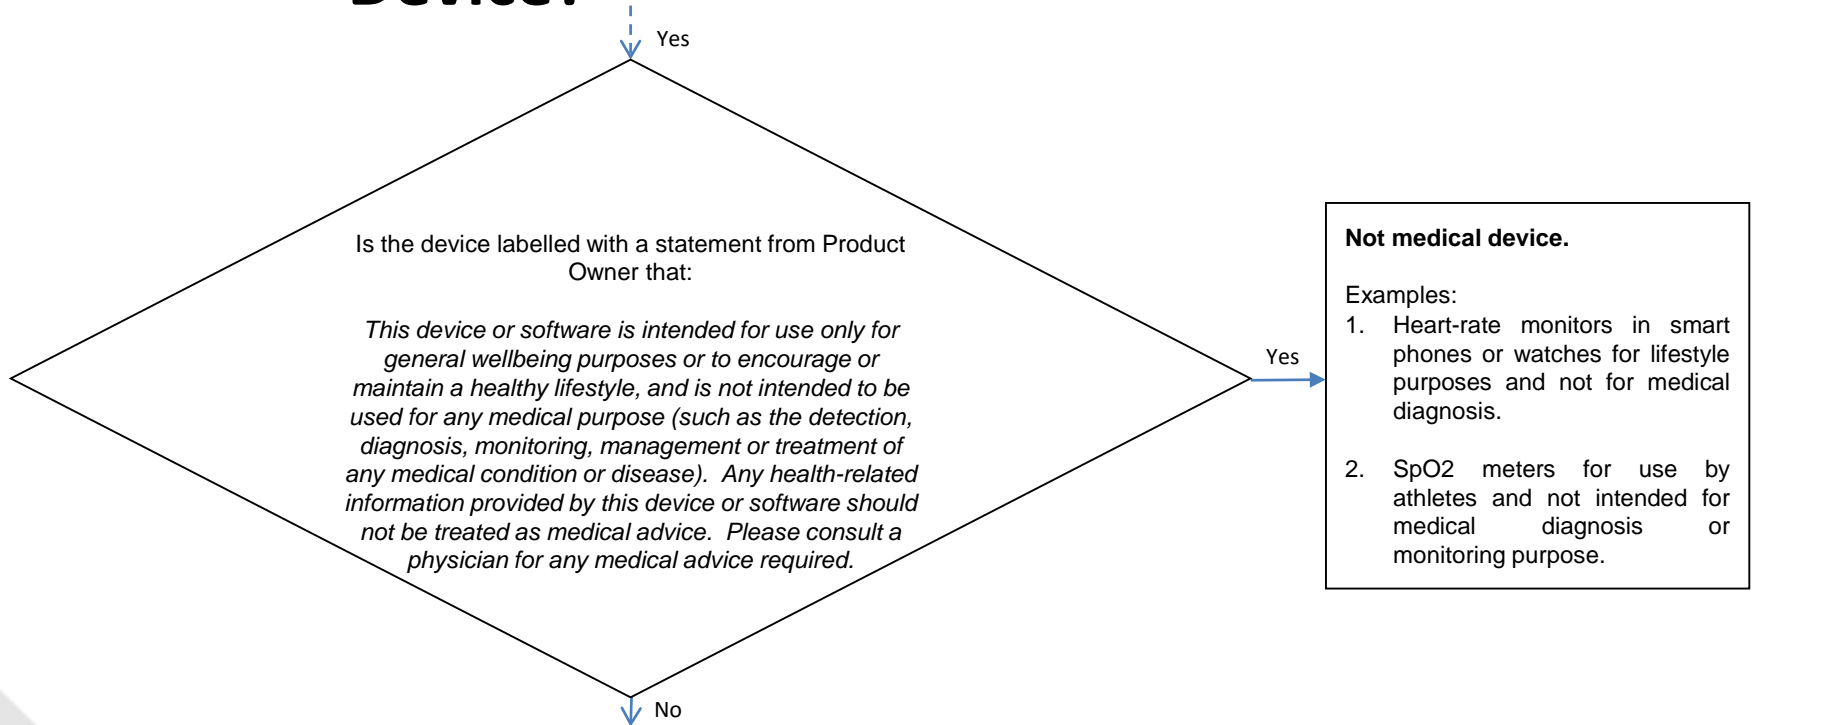 Device?
Yes
Is the device labelled with a statement from Product
Owner that:
This device or software is intended for use only for
general wellbeing purposes or to encourage or
maintain a healthy lifestyle, and is not intended to be
used for any medical purpose (such as the detection,
diagnosis, monitoring, management or treatment of
any medical condition or disease).  Any health-related
information provided by this device or software should
not be treated as medical advice.  Please consult a
physician for any medical advice required.
Yes
Not medical device.
Examples:
1. Heart-rate monitors in smart
phones or watches for lifestyle
purposes and not for medical
diagnosis.
2. SpO2 meters for use by
athletes and not intended for
medical diagnosis or
monitoring purpose.
No